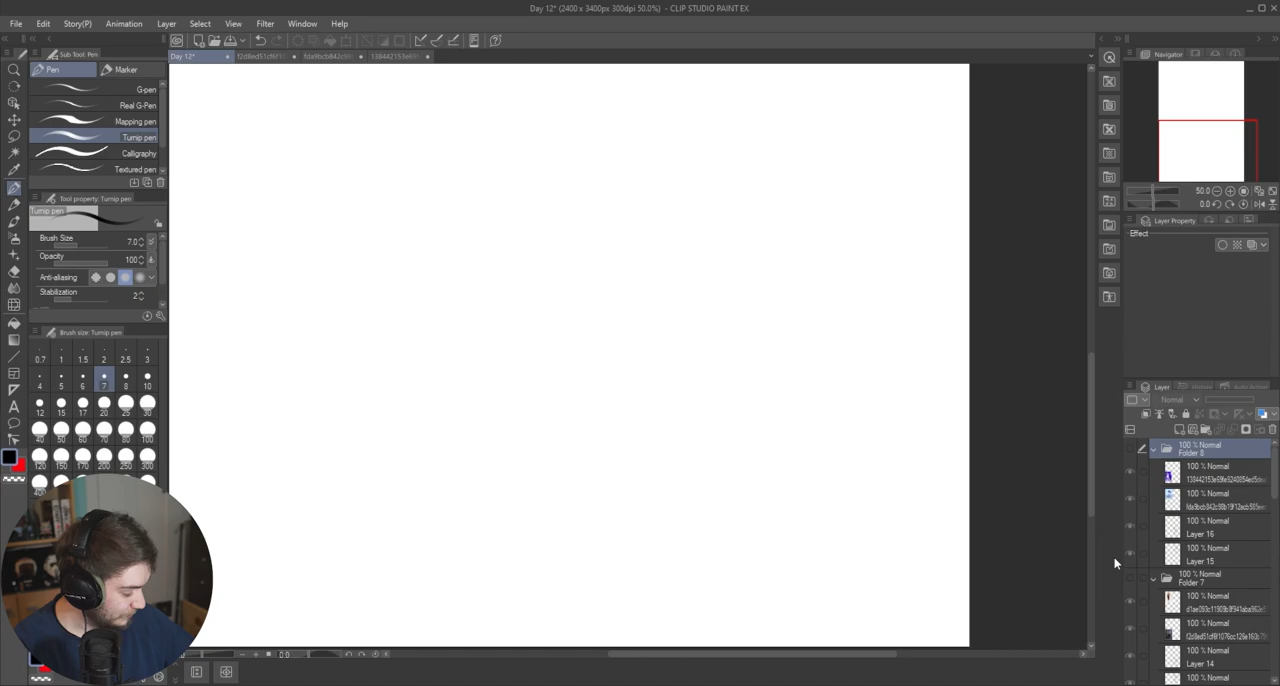 Day 12* (2400 x 3400px 300dpi 50.0%) - CLIP STUDIO PAINT EX
File Edit Story(P) Animation Layer Select View Filter Window Help
Sub Tool: Pen
Navigator
Day 12*
Pen Marker
G-pen
Real G-Pen
Mapping pen
Turnip pen
Calligraphy
Textured pen
Tool property: Turnip pen
Turnip pen
Brush Size 7.0
Opacity 100
Anti-aliasing
Stabilization 2
Brush size: Turnip pen
0.7 1 1.5 2 2.5 3
4 5 6 7 8 10
12 15 17 20 25 30
40 50 60 70 80 100
120 150 170 200 250 300
400
50.0
0.0
Layer Property
Effect
Layer
Normal
100 % Normal
Folder 8
100 % Normal
100 % Normal
100 % Normal
Layer 16
100 % Normal
Layer 15
100 % Normal
Folder 7
100 % Normal
100 % Normal
100 % Normal
Layer 14
100 % Normal
0.0